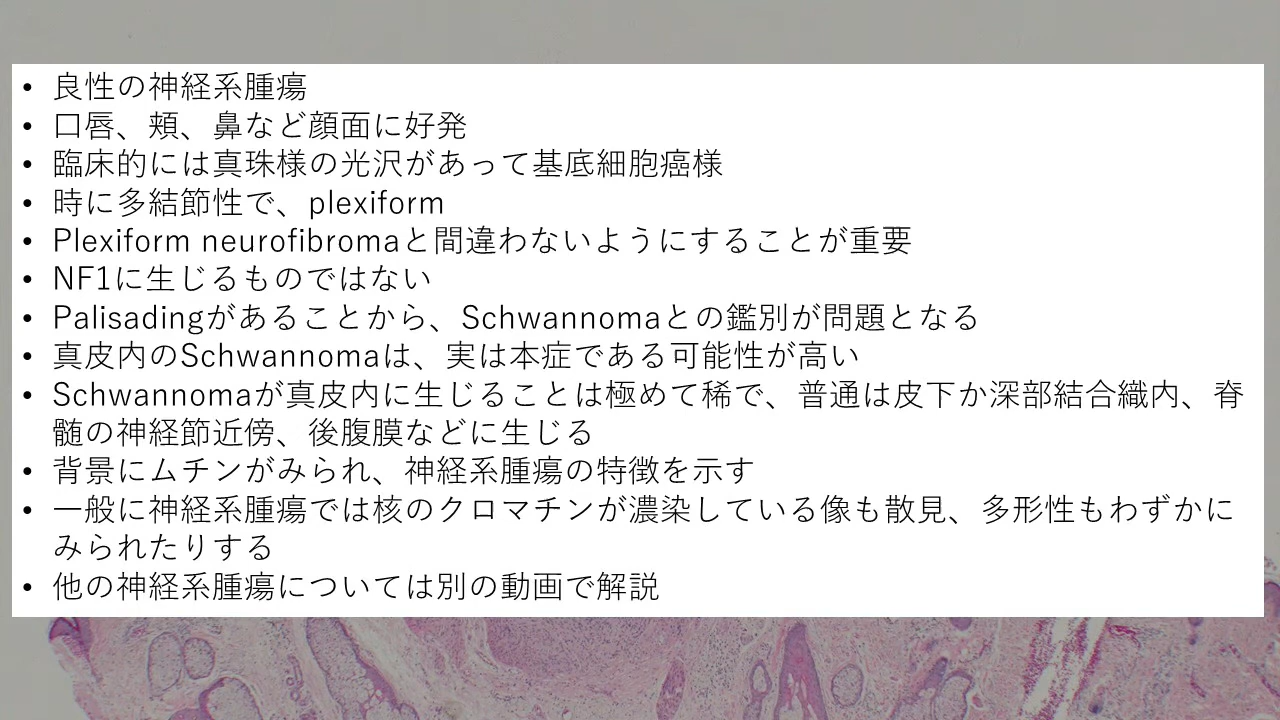 • 良性の神経系腫瘍
• 口唇、頬、鼻など顔面に好発
• 臨床的には真珠様の光沢があって基底細胞癌様
• 時に多結節性で、plexiform
• Plexiform neurofibromaと間違わないようにすることが重要
• NF1に生じるものではない
• Palisadingがあることから、Schwannomaとの鑑別が問題となる
• 真皮内のSchwannomaは、実は本症である可能性が高い
• Schwannomaが真皮内に生じることは極めて稀で、普通は皮下か深部結合織内、脊
髄の神経節近傍、後腹膜などに生じる
• 背景にムチンがみられ、神経系腫瘍の特徴を示す
• 一般に神経系腫瘍では核のクロマチンが濃染している像も散見、多形性もわずかに
みられたりする
• 他の神経系腫瘍については別の動画で解説